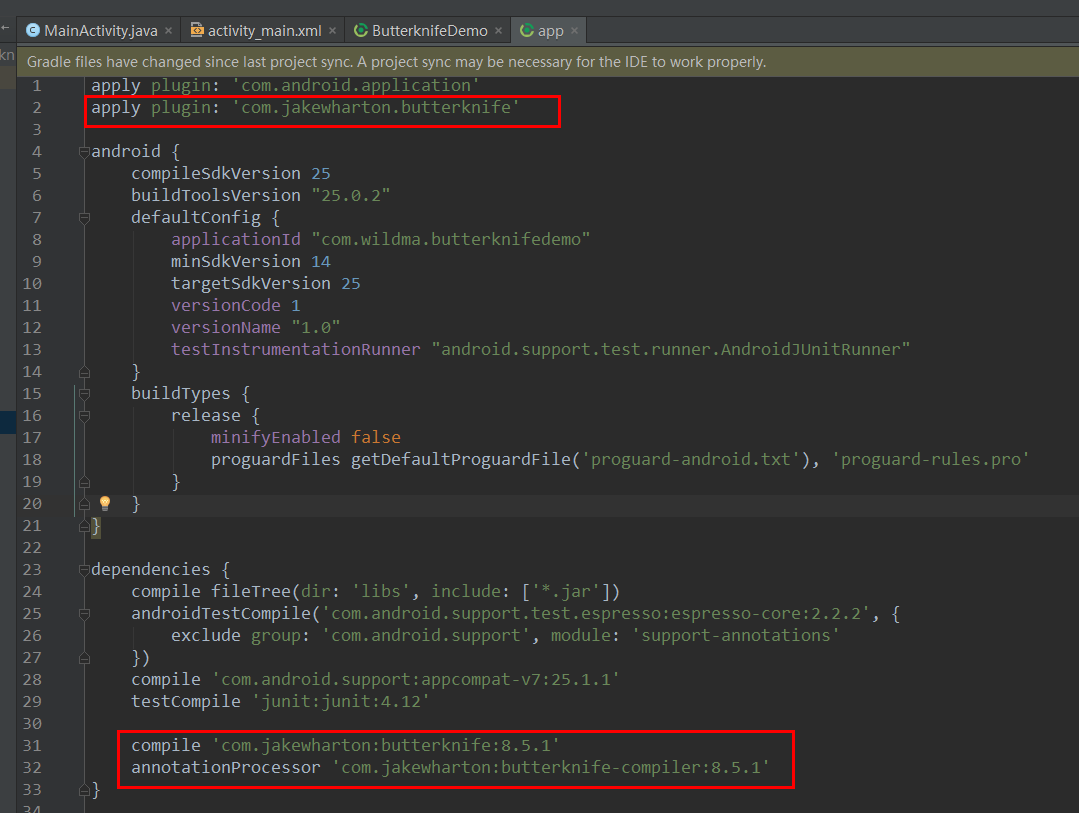 MainActivity.java × activity_main.xml × ButterknifeDemo × app ×
kn
Gradle files have changed since last project sync. A project sync may be necessary for the IDE to work properly.
1 apply plugin: 'com.android.application'
2 apply plugin: 'com.jakewharton.butterknife'
3
4 android {
5 compileSdkVersion 25
6 buildToolsVersion "25.0.2"
7 defaultConfig {
8 applicationId "com.wildma.butterknifedemo"
9 minSdkVersion 14
10 targetSdkVersion 25
11 versionCode 1
12 versionName "1.0"
13 testInstrumentationRunner "android.support.test.runner.AndroidJUnitRunner"
14 }
15 buildTypes {
16 release {
17 minifyEnabled false
18 proguardFiles getDefaultProguardFile('proguard-android.txt'), 'proguard-rules.pro'
19 }
20 }
21 }
22
23 dependencies {
24 compile fileTree(dir: 'libs', include: ['*.jar'])
25 androidTestCompile('com.android.support.test.espresso:espresso-core:2.2.2', {
26 exclude group: 'com.android.support', module: 'support-annotations'
27 })
28 compile 'com.android.support:appcompat-v7:25.1.1'
29 testCompile 'junit:junit:4.12'
30
31 compile 'com.jakewharton:butterknife:8.5.1'
32 annotationProcessor 'com.jakewharton:butterknife-compiler:8.5.1'
33 }
34